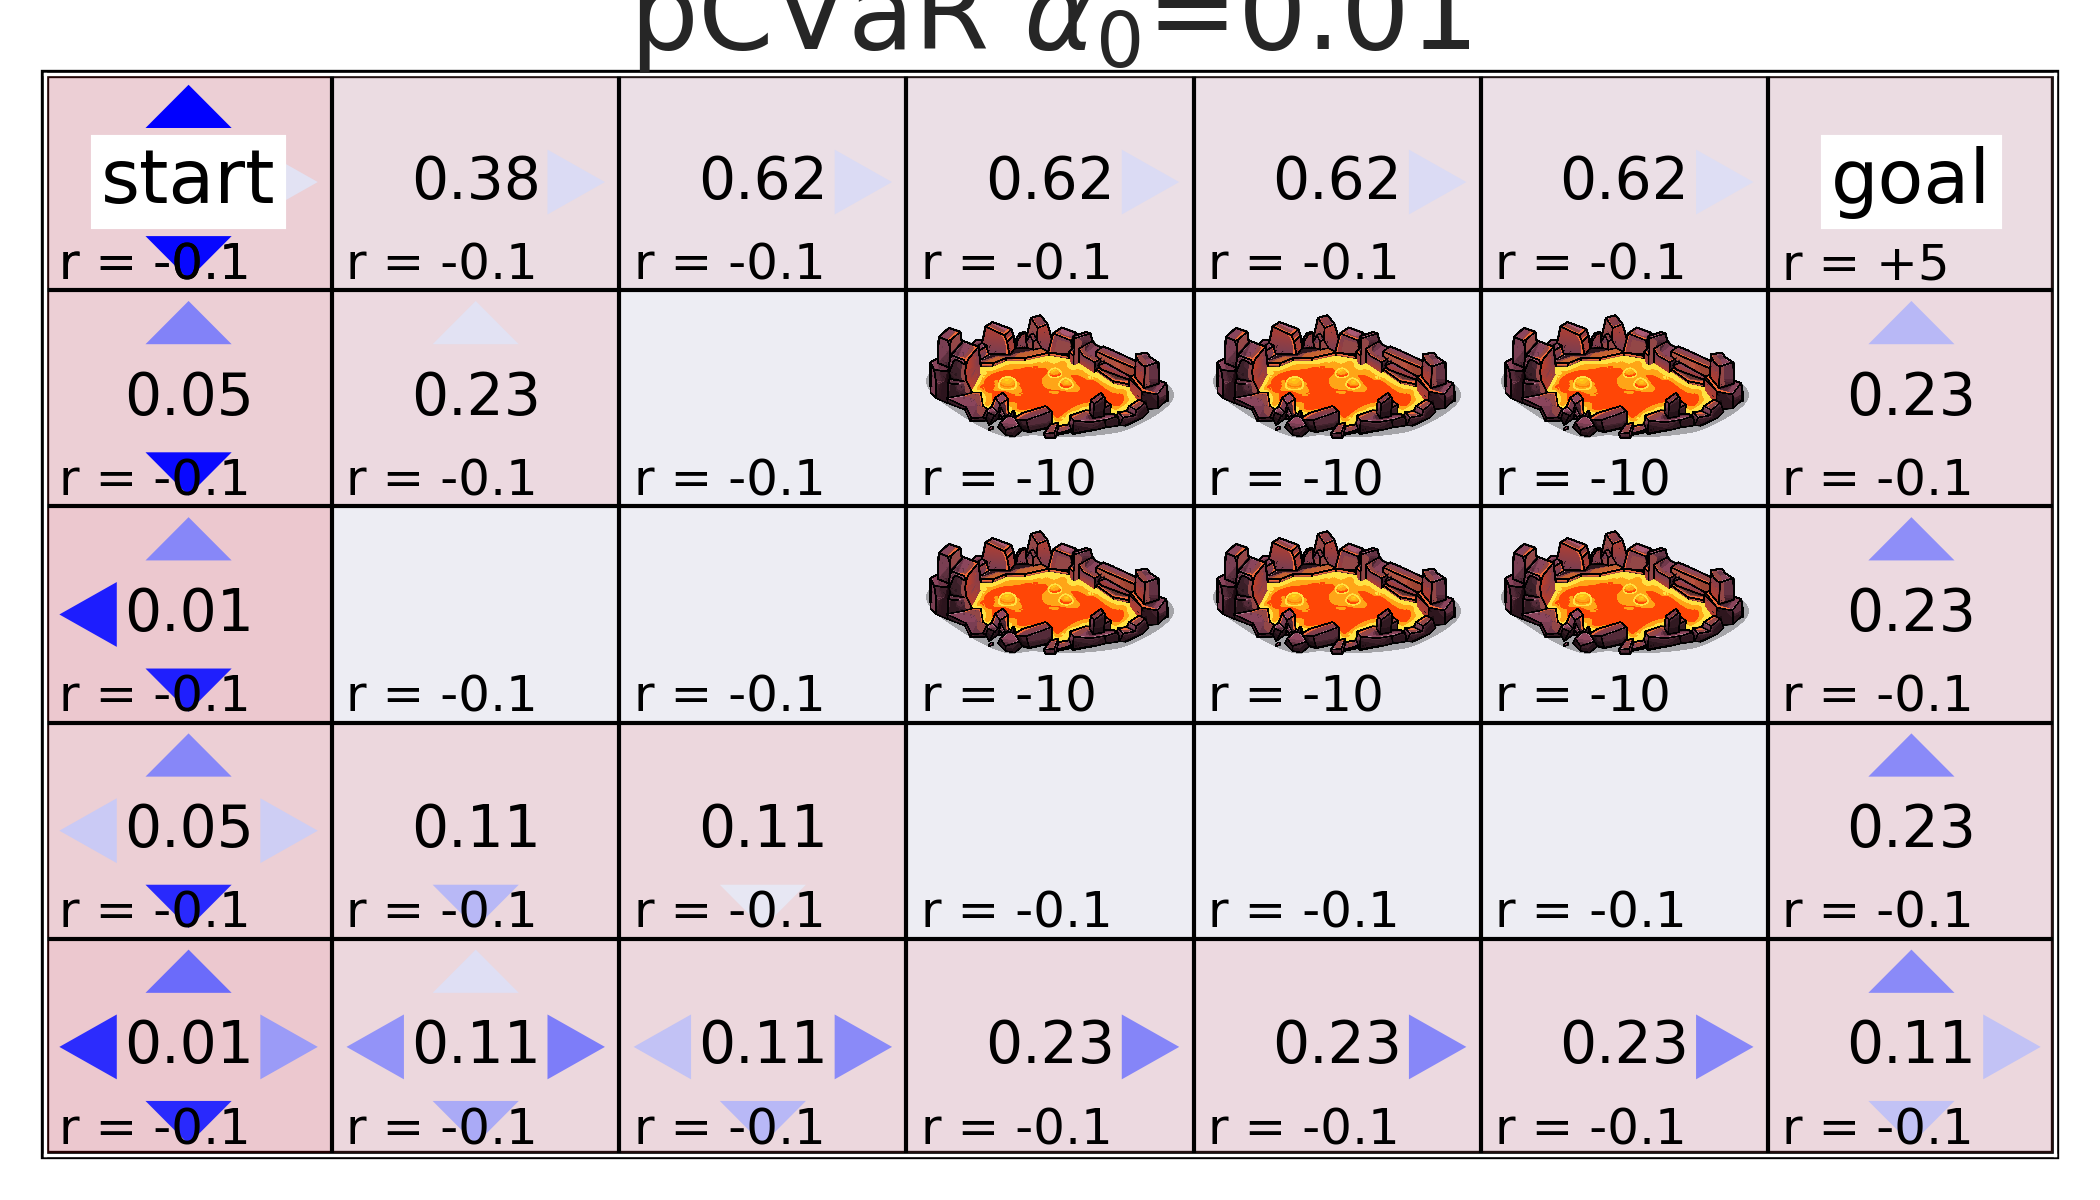 pCVaR α₀=0.01
start 0.38 0.62 0.62 0.62 0.62 goal
r = -0.1 r = -0.1 r = -0.1 r = -0.1 r = -0.1 r = -0.1 r = +5
0.05 0.23 0.23
r = -0.1 r = -0.1 r = -0.1 r = -10 r = -10 r = -10 r = -0.1
0.01 0.23
r = -0.1 r = -0.1 r = -0.1 r = -10 r = -10 r = -10 r = -0.1
0.05 0.11 0.11 0.23
r = -0.1 r = -0.1 r = -0.1 r = -0.1 r = -0.1 r = -0.1 r = -0.1
0.01 0.11 0.11 0.23 0.23 0.23 0.11
r = -0.1 r = -0.1 r = -0.1 r = -0.1 r = -0.1 r = -0.1 r = -0.1